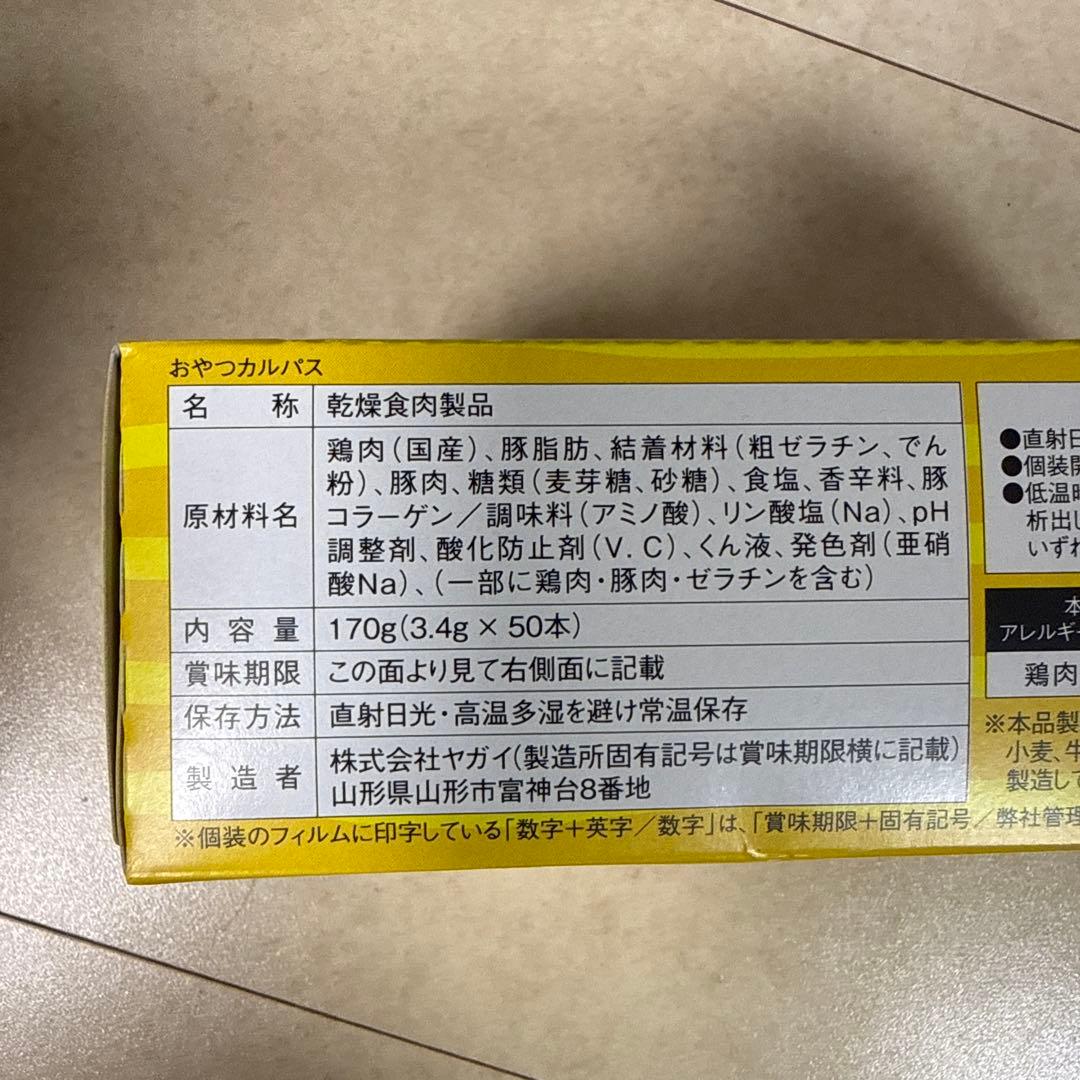 おやつカルパス
名称 乾燥食肉製品
原材料名 鶏肉(国産)、豚脂肪、結着材料(粗ゼラチン、でん
粉)、豚肉、糖類(麦芽糖、砂糖)、食塩、香辛料、豚
コラーゲン/調味料(アミノ酸)、リン酸塩(Na)、pH
調整剤、酸化防止剤(V.C)、くん液、発色剤(亜硝
酸Na)、(一部に鶏肉・豚肉・ゼラチンを含む)
内容量 170g(3.4g×50本)
賞味期限 この面より見て右側面に記載
保存方法 直射日光・高温多湿を避け常温保存
製造者 株式会社ヤガイ(製造所固有記号は賞味期限横に記載)
山形県山形市富神台8番地
※個装のフィルムに印字している「数字+英字/数字」は、「賞味期限+固有記号/弊社管理
●直射日
●個装開
●低温時
析出し
いずれ
本
アレルギ
鶏肉
※本品製
小麦、牛
製造して